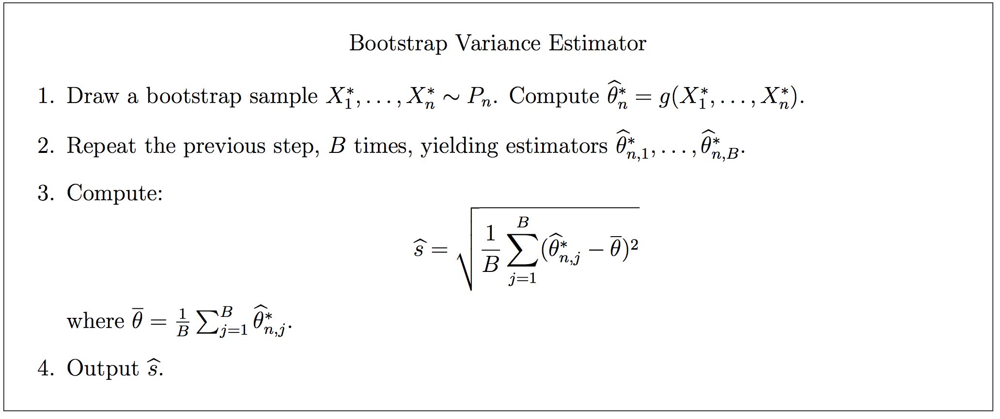 Bootstrap Variance Estimator
1. Draw a bootstrap sample $X_1^*, \ldots, X_n^* \sim P_n$. Compute $\widehat{\theta}_n^* = g(X_1^*, \ldots, X_n^*)$.
2. Repeat the previous step, $B$ times, yielding estimators $\widehat{\theta}_{n,1}^*, \ldots, \widehat{\theta}_{n,B}^*$.
3. Compute:
$\widehat{s} = \sqrt{\frac{1}{B} \sum_{j=1}^{B} (\widehat{\theta}_{n,j}^* - \overline{\theta})^2}$
where $\overline{\theta} = \frac{1}{B} \sum_{j=1}^{B} \widehat{\theta}_{n,j}^*$.
4. Output $\widehat{s}$.